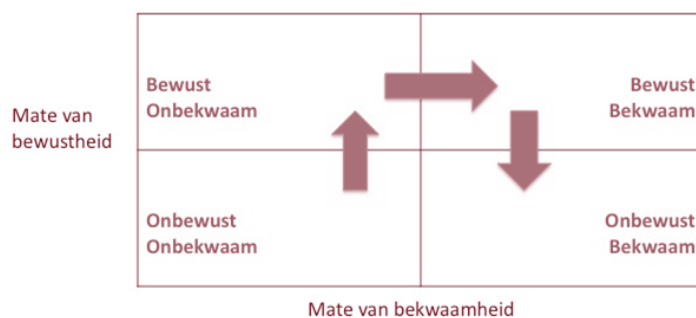 Bewust
Onbekwaam
Bewust
Bekwaam
Mate van
bewustheid
Onbewust
Onbekwaam
Onbewust
Bekwaam
Mate van bekwaamheid